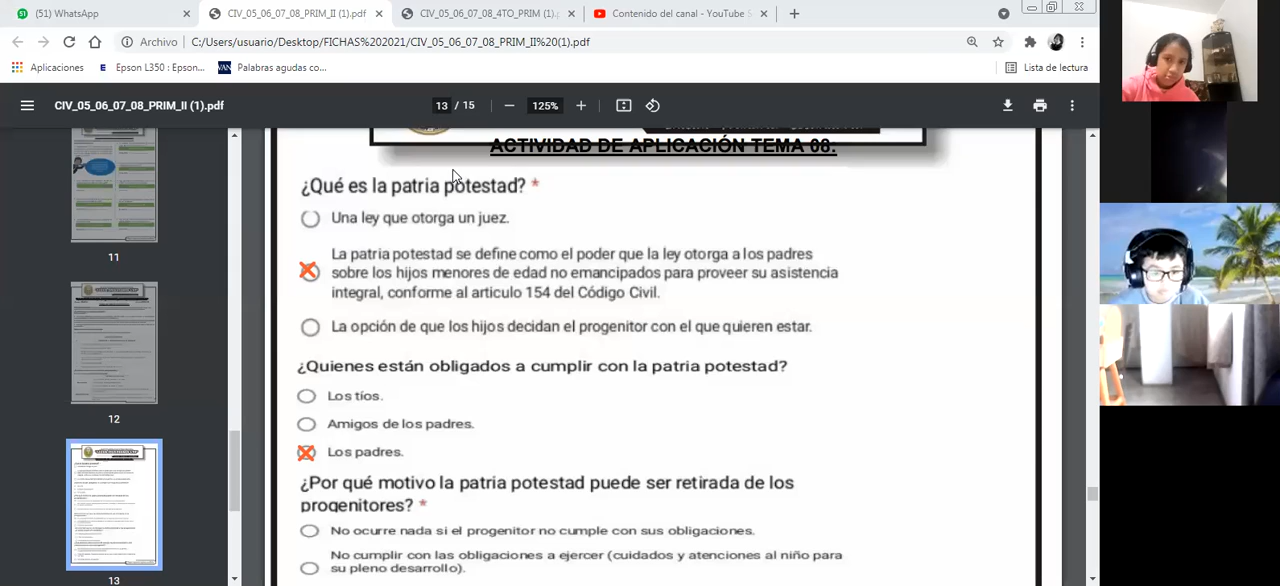 (51) WhatsApp
CIV_05_06_07_08_PRIM_II (1).pdf
CIV_05_06_07_08_4TO_PRIM (1).
Contenido del canal - YouTube S
Archivo
C:/Users/usuario/Desktop/FICHAS%202021/CIV_05_06_07_08_PRIM_II%20(1).pdf
Aplicaciones
E Epson L350 : Epson...
Palabras agudas co...
Lista de lectura
CIV_05_06_07_08_PRIM_II (1).pdf
13 / 15
125%
ACTIVIDAD DE APLICACIÓN TEMA 06:
¿Qué es la patria potestad? *
Una ley que otorga un juez.
La patria potestad se define como el poder que la ley otorga a los padres
sobre los hijos menores de edad no emancipados para proveer su asistencia
integral, conforme al articulo 154 del Código Civil.
La opción de que los hijos decidan el progenitor con el que quieren estar.
¿Quienes están obligados a cumplir con la patria potestad?
Los tíos.
Amigos de los padres.
Los padres.
¿Por qué motivo la patria potestad puede ser retirada de los
progenitores? *
No tiene nada el progenitor cumple con sus obligaciones.
No cumplir con las obligaciones a ejercer (cuidados y atenciones al niño para
su pleno desarrollo).
11
12
13